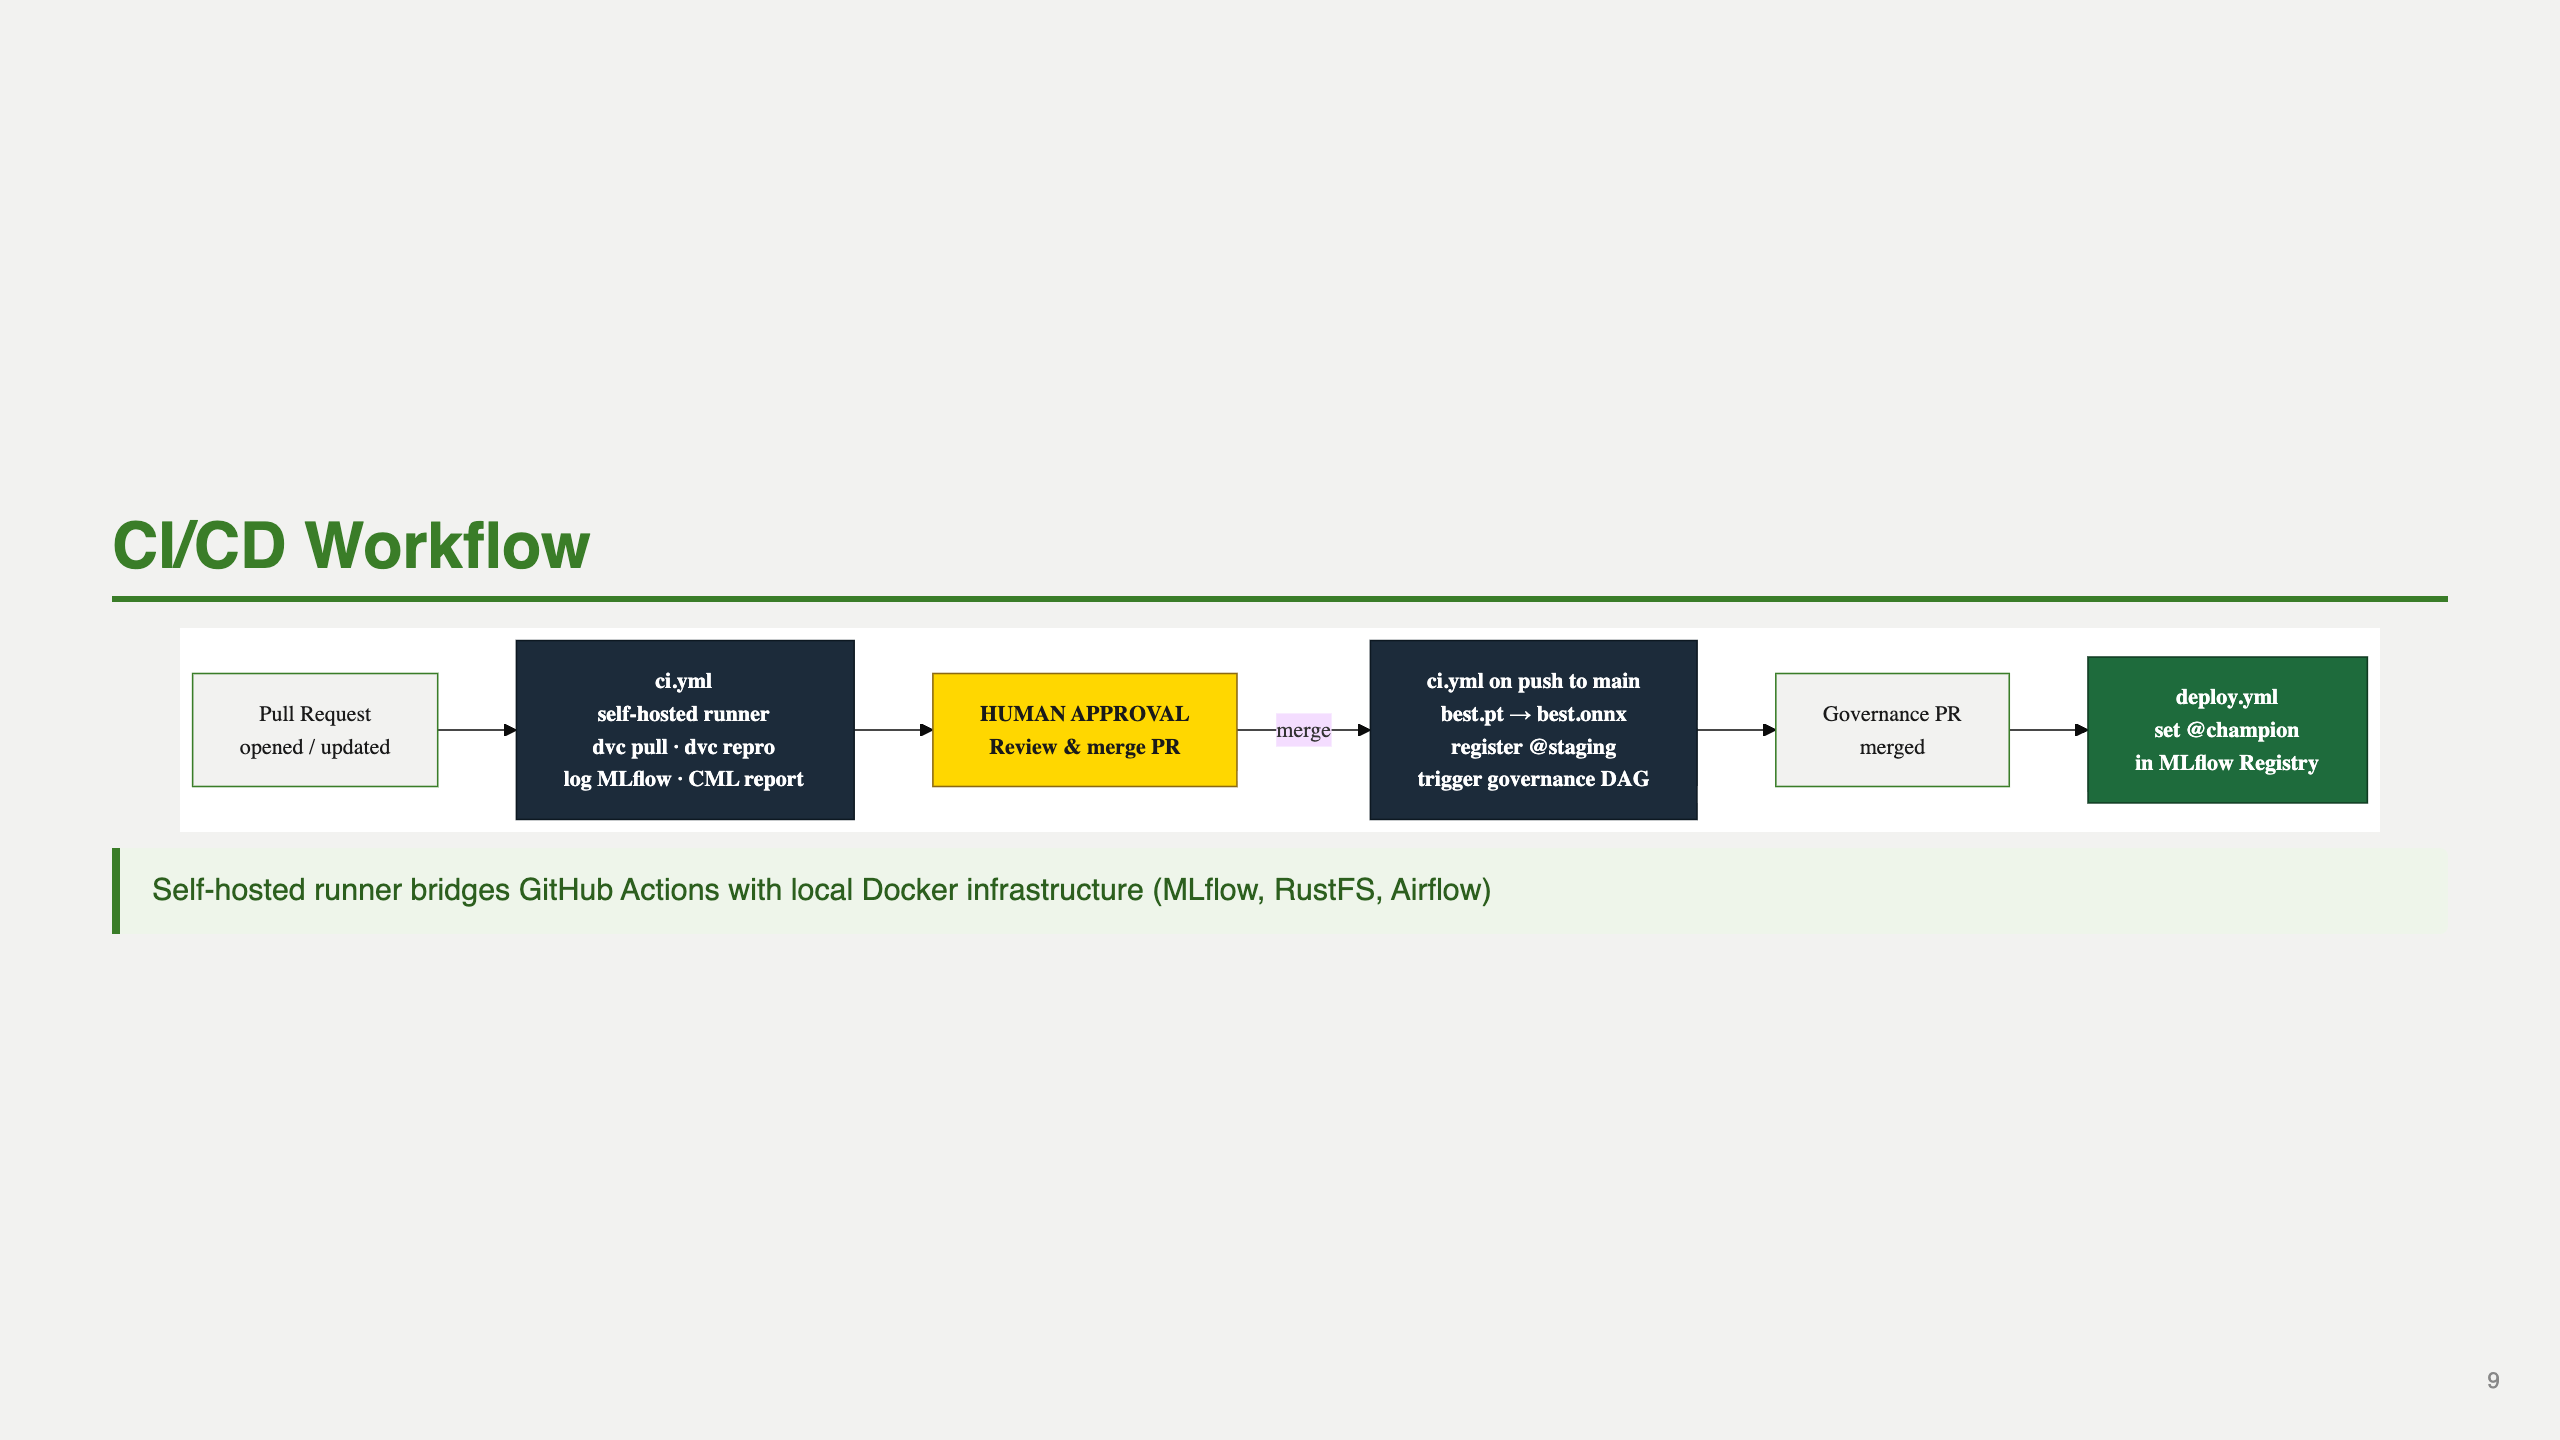 CI/CD Workflow
Pull Request
opened / updated
ci.yml
self-hosted runner
dvc pull · dvc repro
log MLflow · CML report
HUMAN APPROVAL
Review & merge PR
merge
ci.yml on push to main
best.pt → best.onnx
register @staging
trigger governance DAG
Governance PR
merged
deploy.yml
set @champion
in MLflow Registry
Self-hosted runner bridges GitHub Actions with local Docker infrastructure (MLflow, RustFS, Airflow)
9